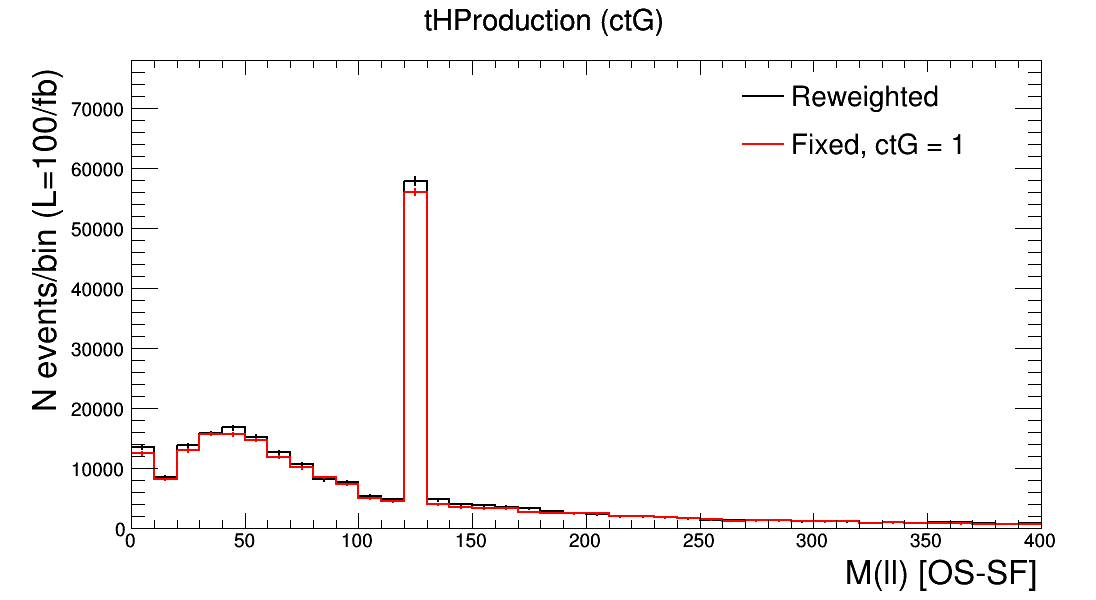 tHProduction (ctG)
N events/bin (L=100/fb)
70000
60000
50000
40000
30000
20000
10000
0
Reweighted
Fixed, ctG = 1
0 50 100 150 200 250 300 350 400
M(ll) [OS-SF]